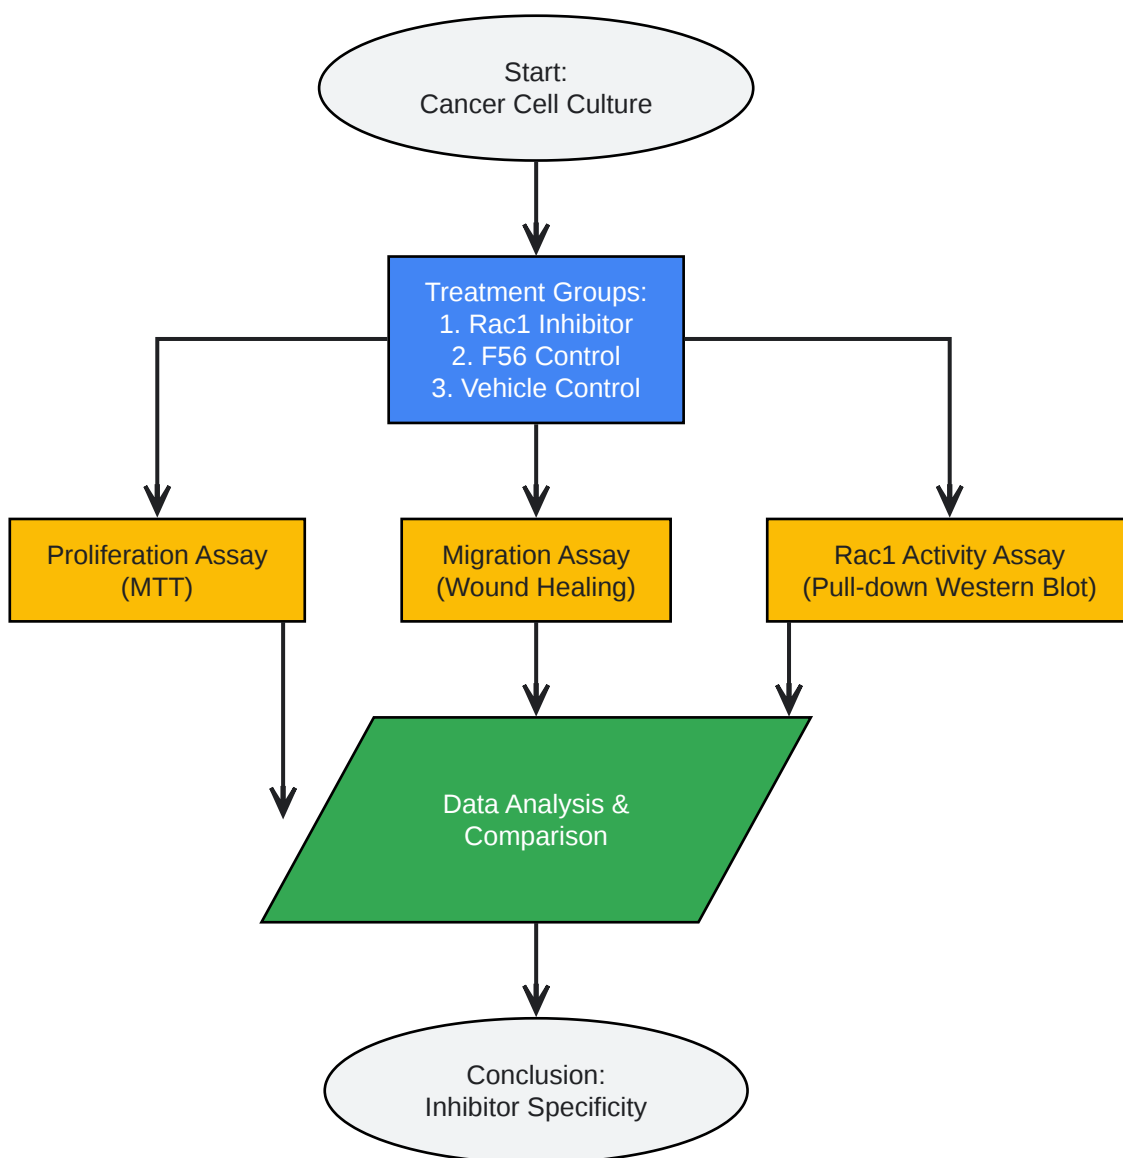 Start:
Cancer Cell Culture
Treatment Groups:
1. Rac1 Inhibitor
2. F56 Control
3. Vehicle Control
Proliferation Assay
(MTT)
Migration Assay
(Wound Healing)
Rac1 Activity Assay
(Pull-down Western Blot)
Data Analysis &
Comparison
Conclusion:
Inhibitor Specificity